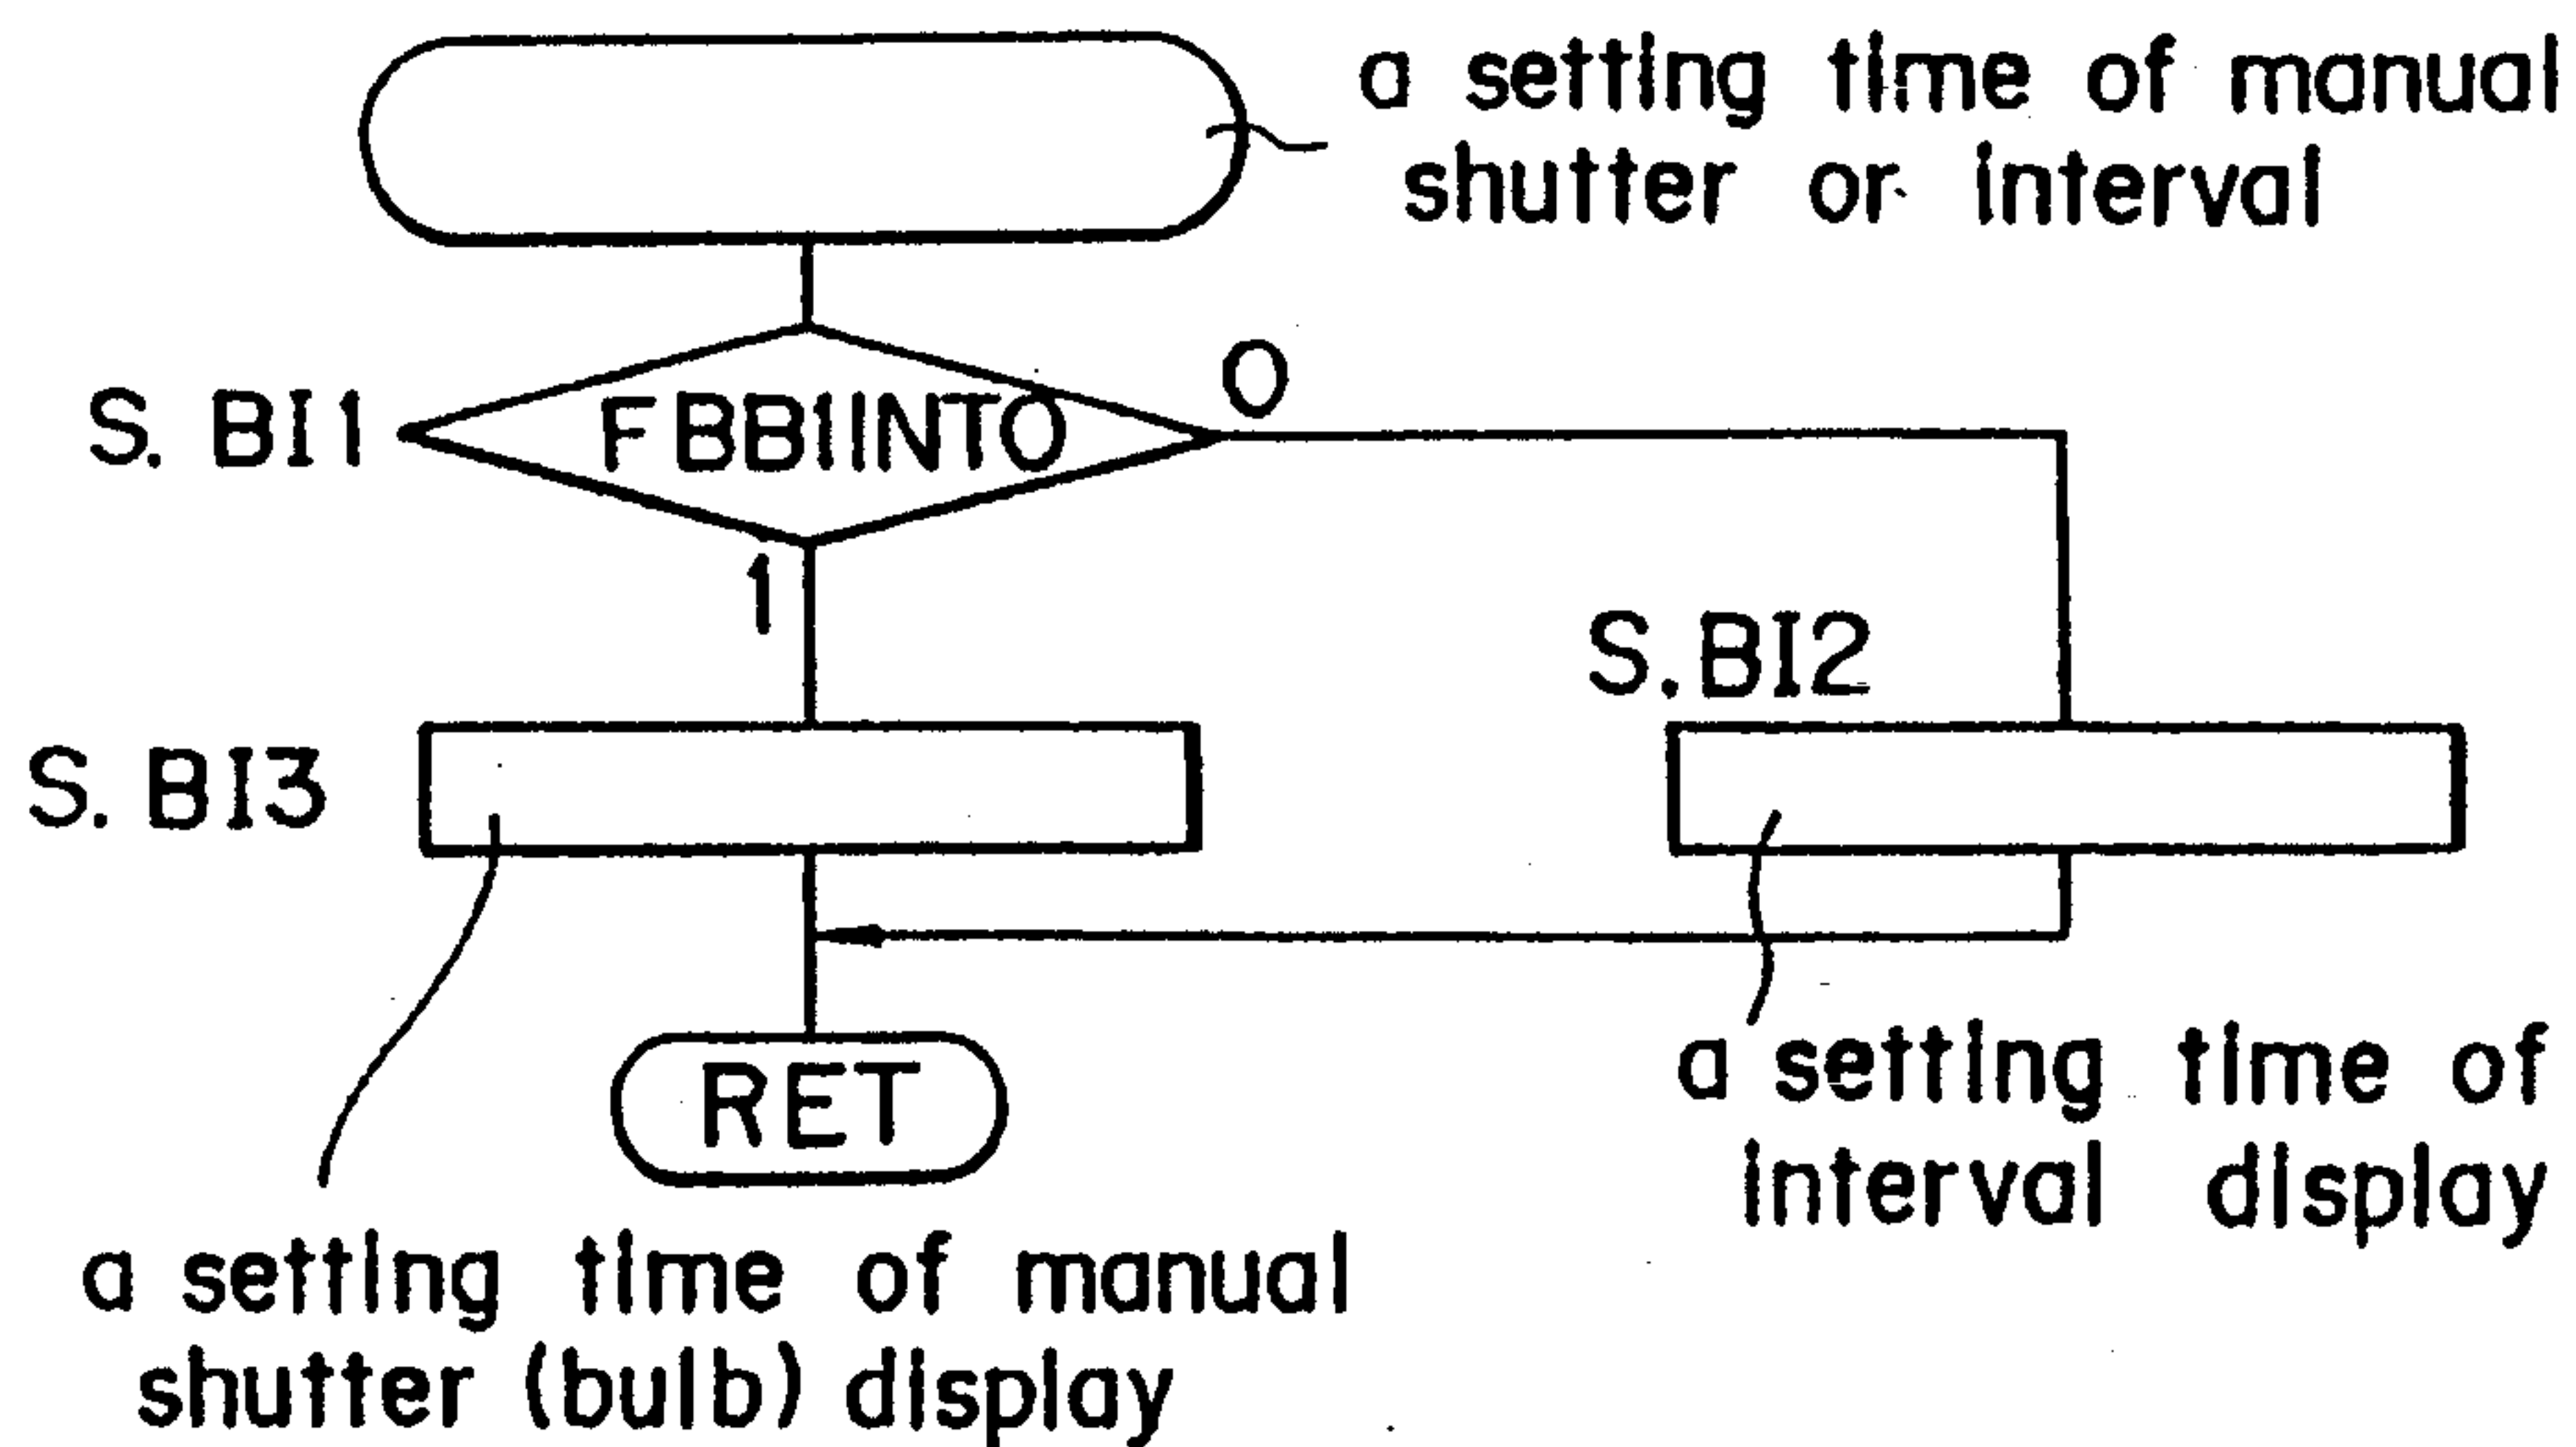 a setting time of manual
shutter or interval
S. BI1
FBB1IINT0
0
1
S. BI2
S. BI3
RET
a setting time of
interval display
a setting time of manual
shutter (bulb) display